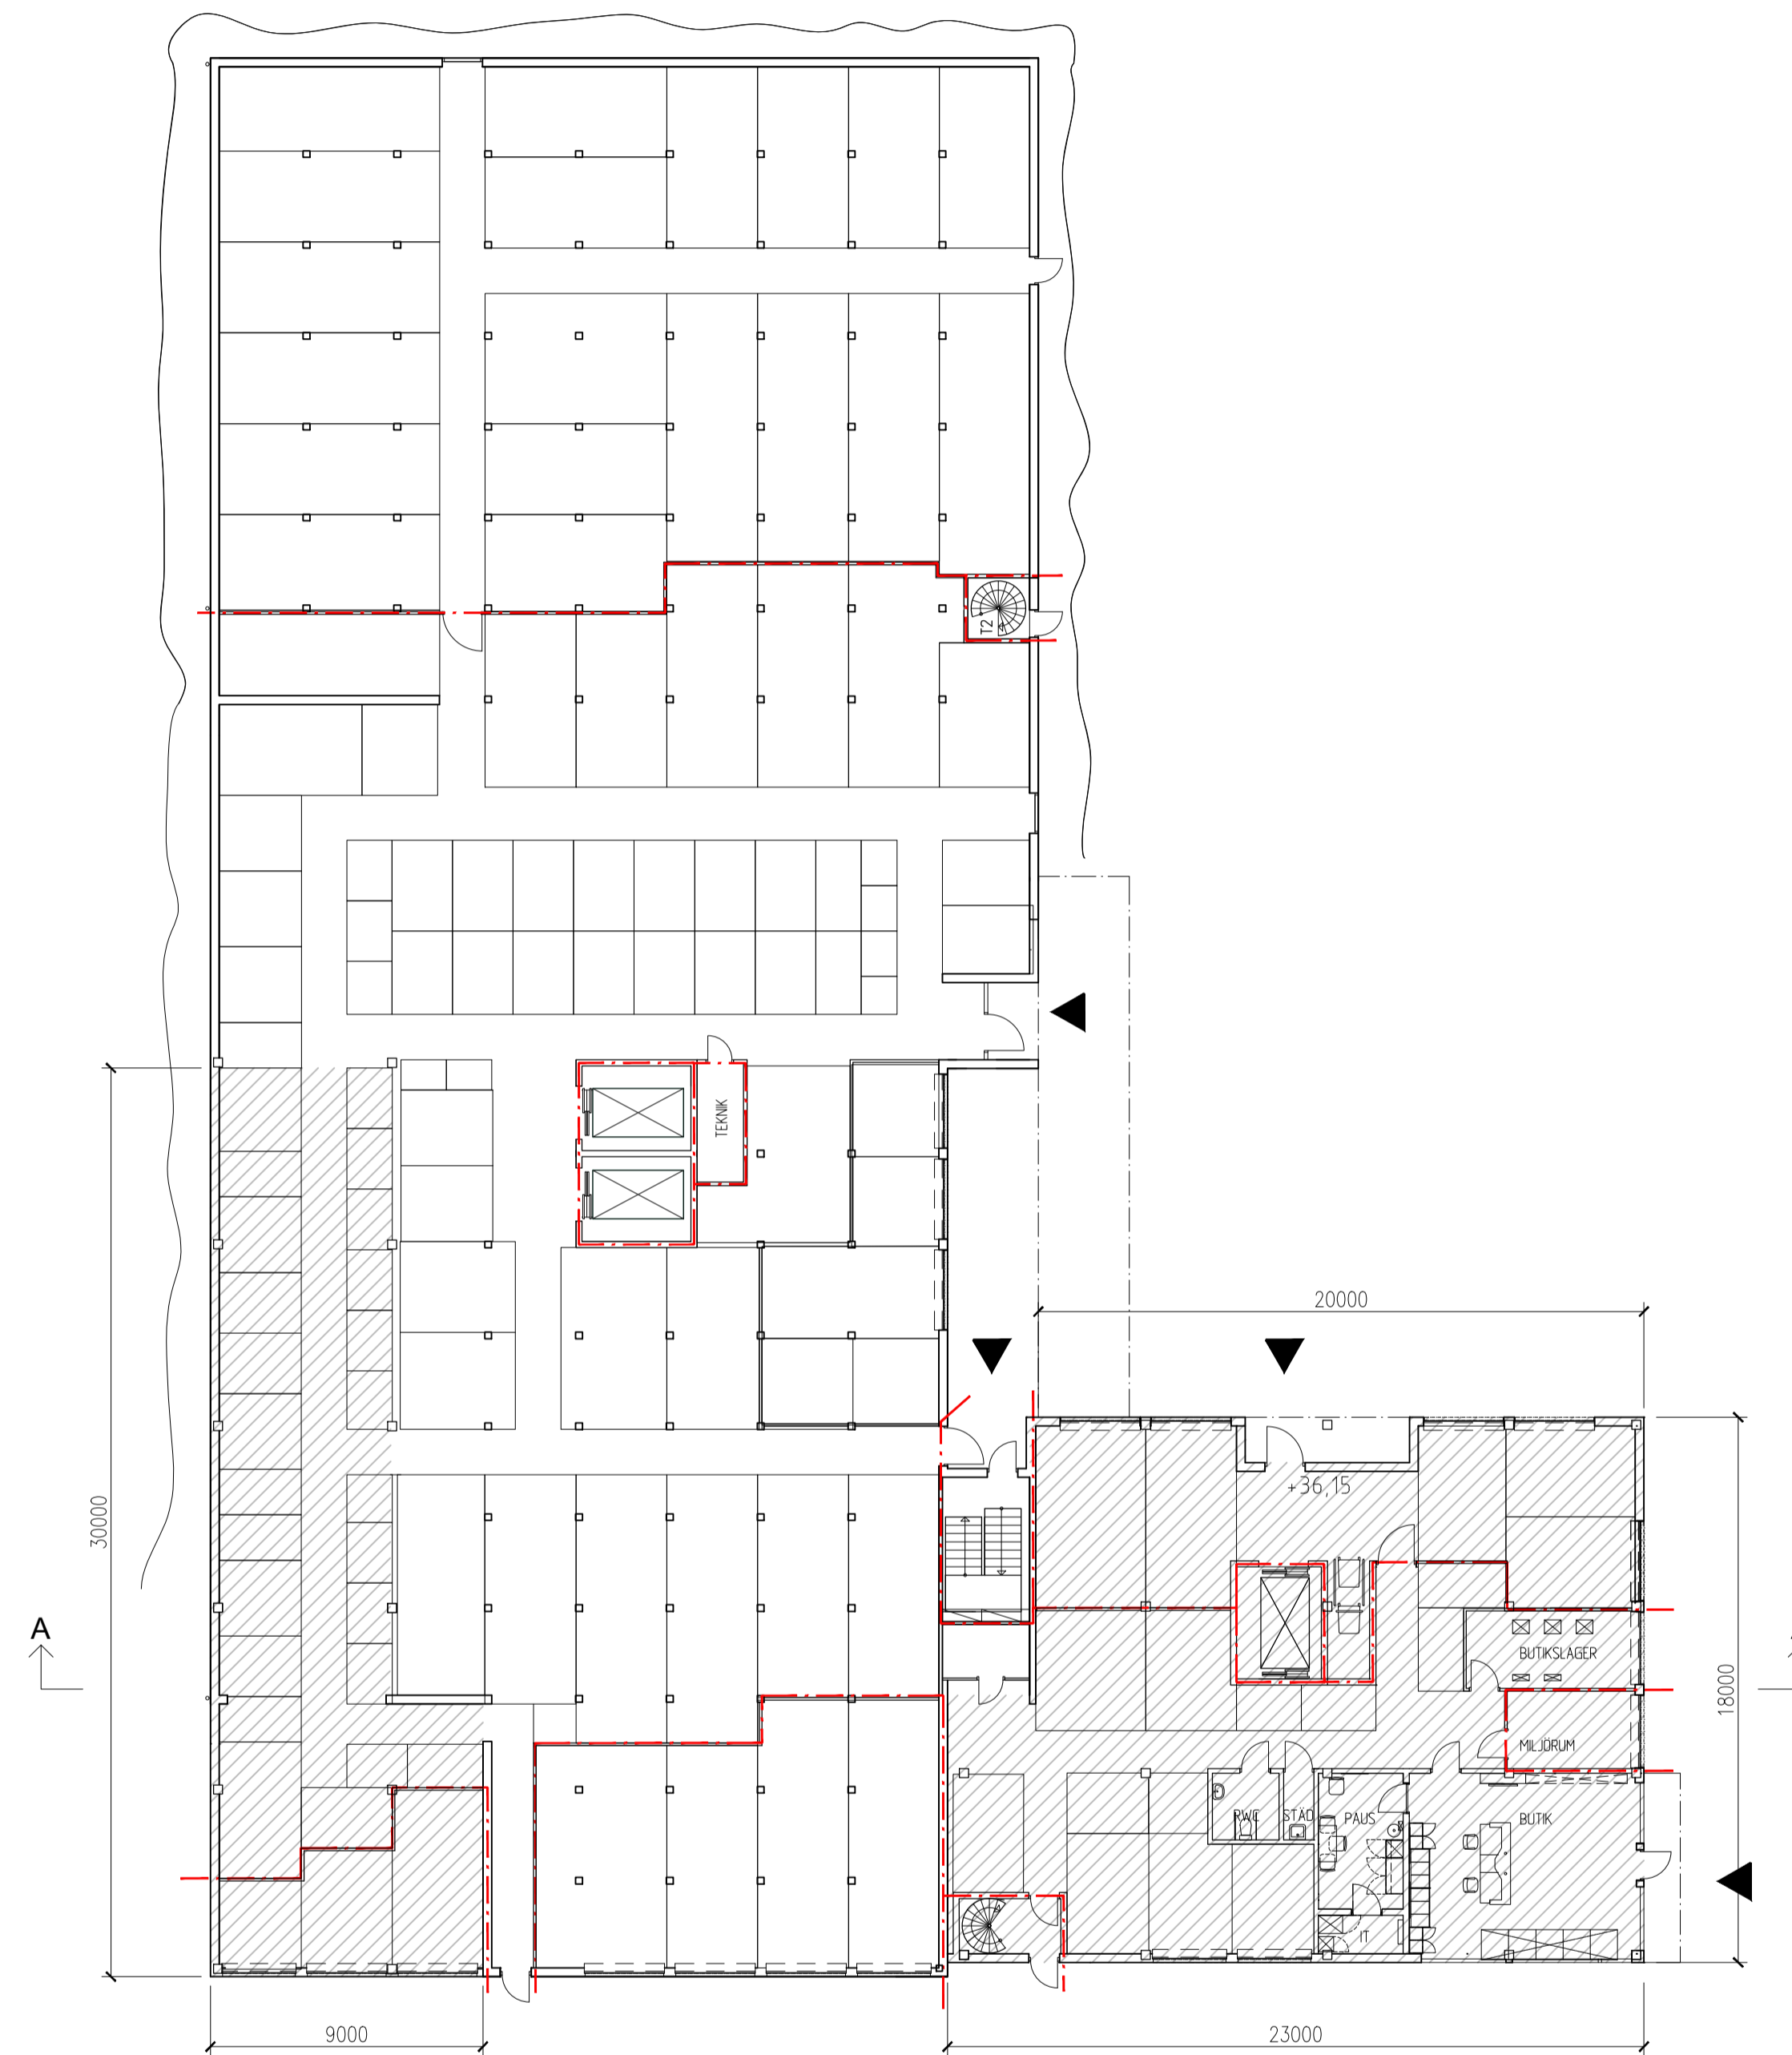 T2
TEKNIK
20000
30000
+36,15
A
BUTIKSLAGER
18000
MILJÖRUM
RWC
STÄD
PAUS
BUTIK
IT
9000
23000